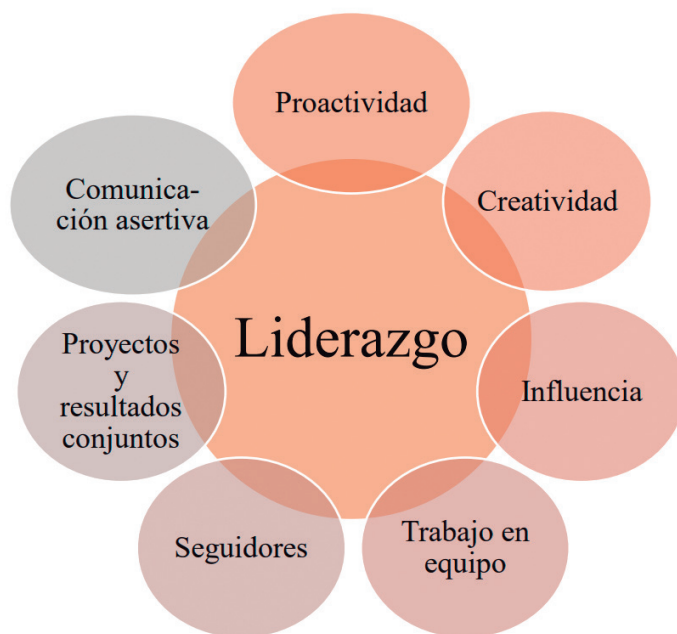 Proactividad
Creatividad
Influencia
Trabajo en
equipo
Seguidores
Proyectos
y
resultados
conjuntos
Comunica-
ción asertiva
Liderazgo